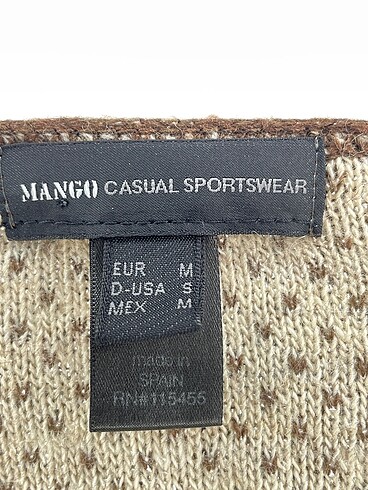 MANGO CASUAL SPORTSWEAR
EUR M
D-USA S
MEX M
MADE IN
SPAIN
RN#115455